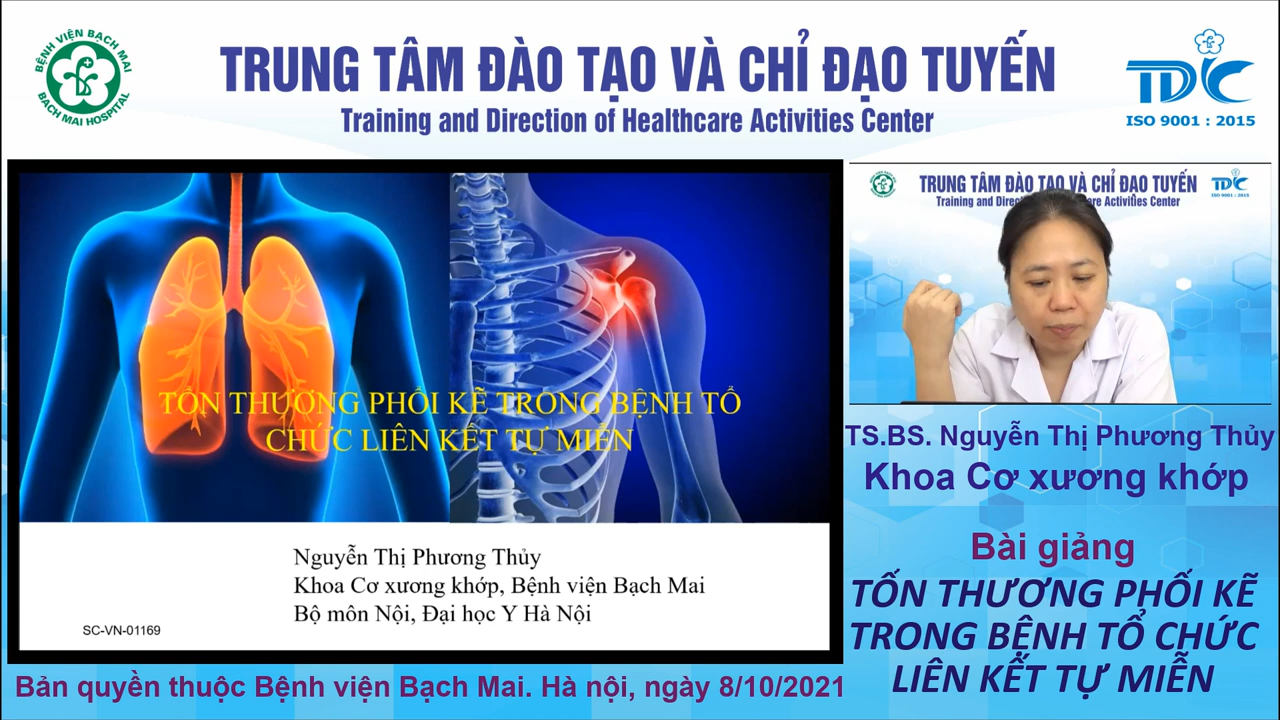 BỆNH VIỆN BẠCH MAI
BACH MAI HOSPITAL
TRUNG TÂM ĐÀO TẠO VÀ CHỈ ĐẠO TUYẾN
Training and Direction of Healthcare Activities Center
TDC
ISO 9001 : 2015
TỔN THƯƠNG PHỔI KẼ TRONG BỆNH TỔ
CHỨC LIÊN KẾT TỰ MIỄN
Nguyễn Thị Phương Thủy
Khoa Cơ xương khớp, Bệnh viện Bạch Mai
Bộ môn Nội, Đại học Y Hà Nội
SC-VN-01169
TRUNG TÂM ĐÀO TẠO VÀ CHỈ ĐẠO TUYẾN
Training and Direc are Activities Center
TDC
ISO 9001 : 2015
TS.BS. Nguyễn Thị Phương Thủy
Khoa Cơ xương khớp
Bài giảng
TỔN THƯƠNG PHỔI KẼ
TRONG BỆNH TỔ CHỨC
LIÊN KẾT TỰ MIỄN
Bản quyền thuộc Bệnh viện Bạch Mai. Hà nội, ngày 8/10/2021